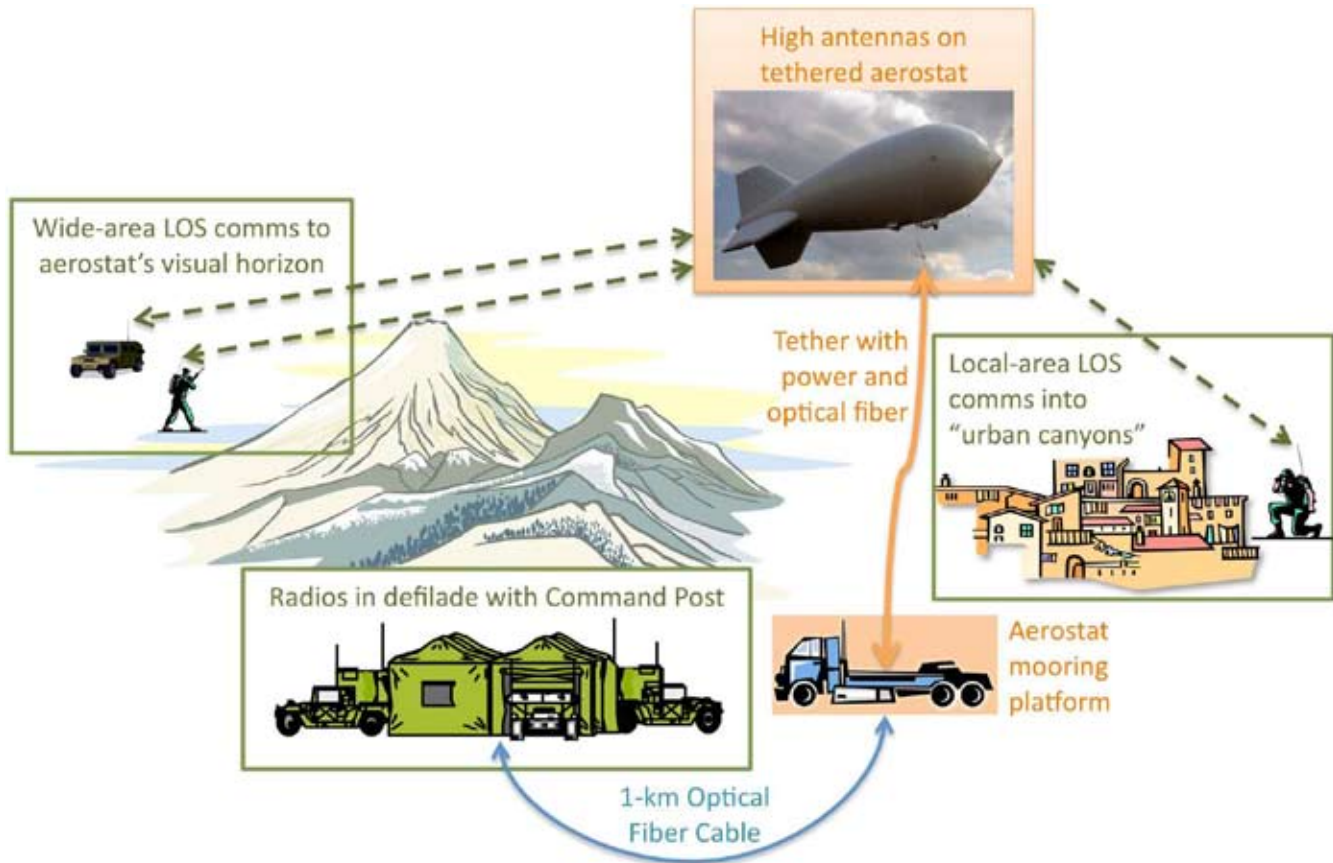 High antennas on
tethered aerostat
Wide-area LOS comms to
aerostat's visual horizon
Tether with
power and
optical fiber
Local-area LOS
comms into
“urban canyons”
Radios in defilade with Command Post
Aerostat
mooring
platform
1-km Optical
Fiber Cable